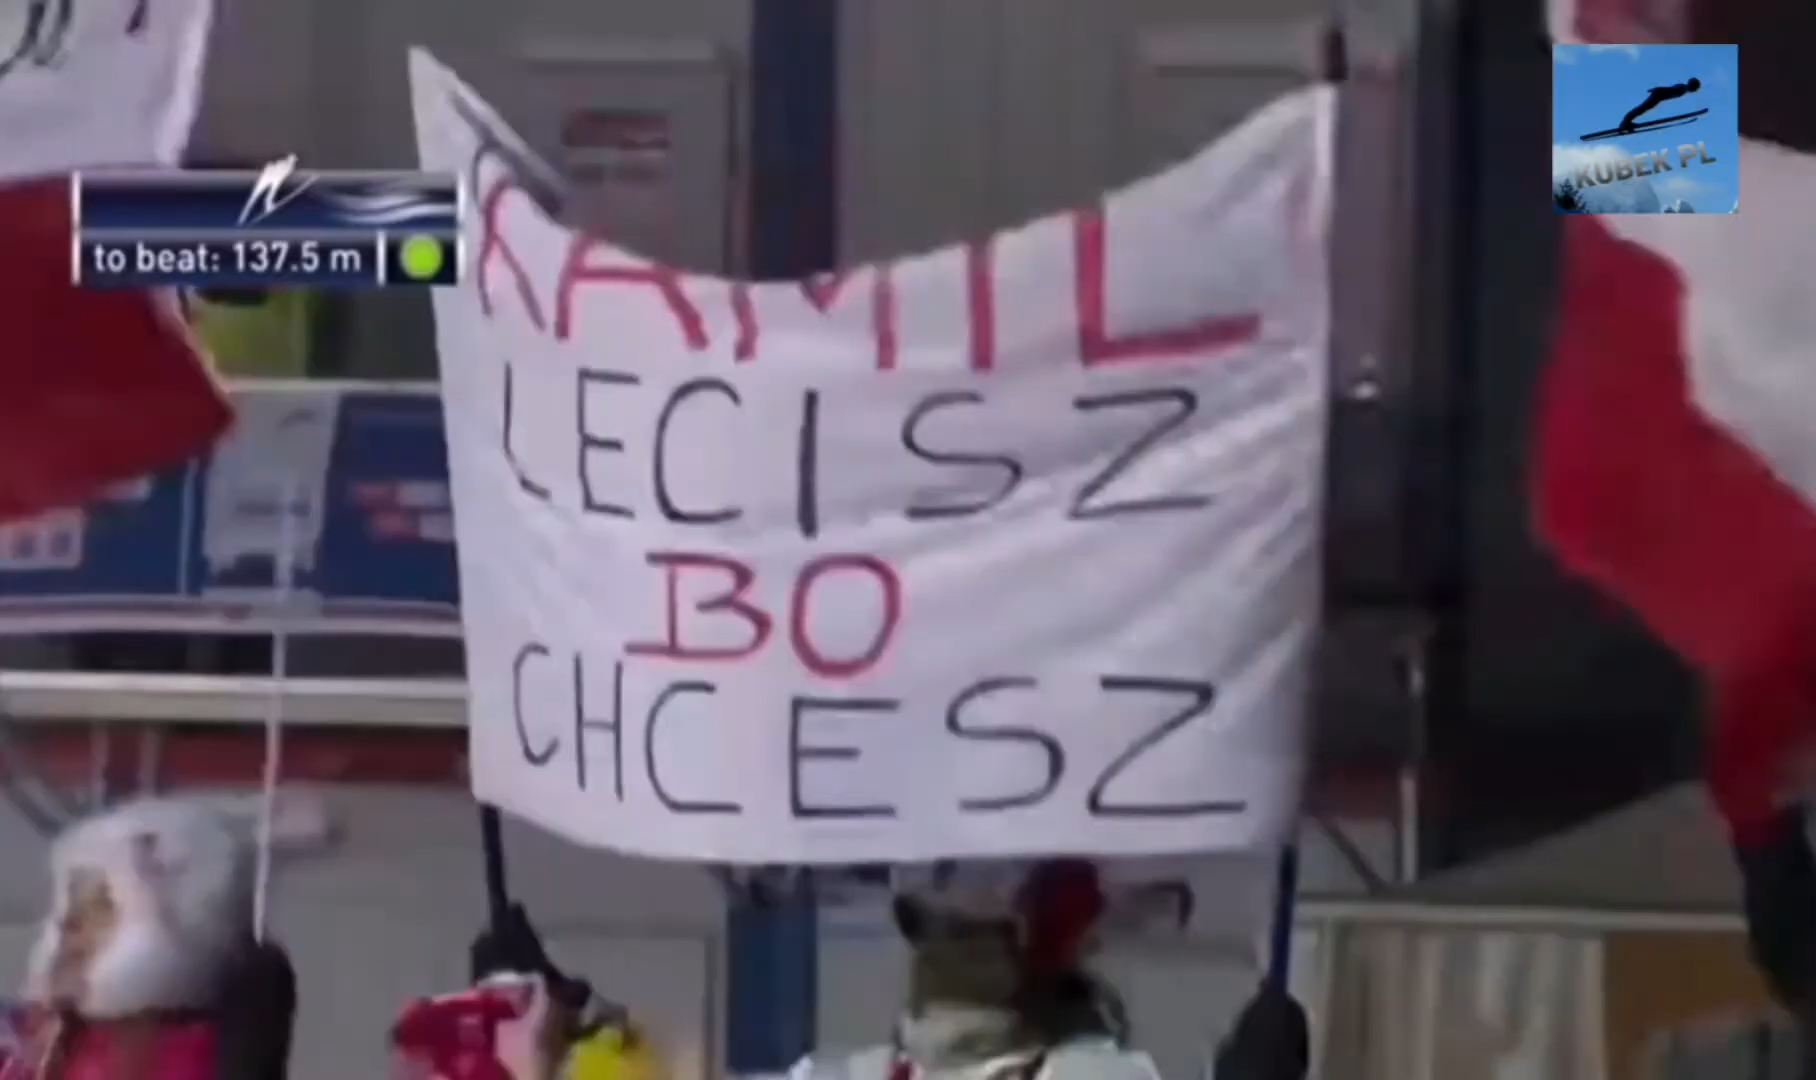 KUBEK PL
to beat: 137.5 m
KAMIL
LECISZ
BO
CHCESZ